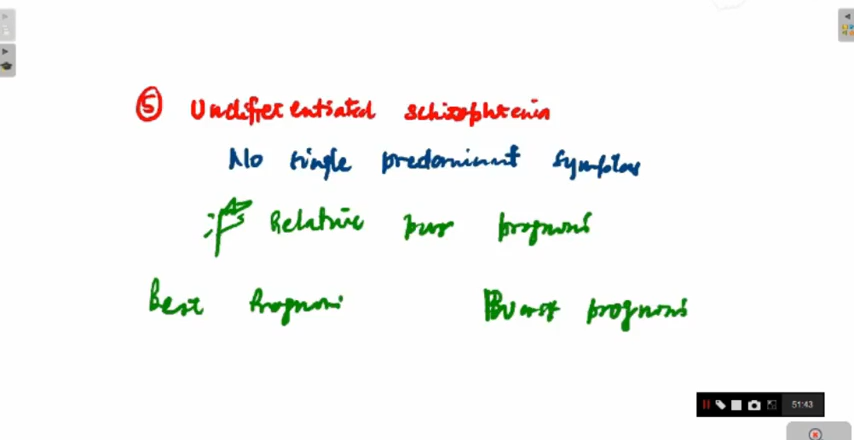 ⑤ Undifferentiated schizophrenia
No single predominant symptom
Relative poor prognosis
Best Prognosis Worst prognosis
51:43